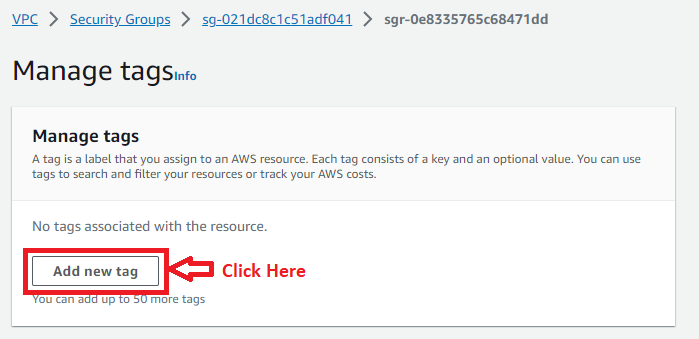 VPC > Security Groups > sg-021dc8c1c51adf041 > sgr-0e8335765c68471dd
Manage tags Info
Manage tags
A tag is a label that you assign to an AWS resource. Each tag consists of a key and an optional value. You can use
tags to search and filter your resources or track your AWS costs.
No tags associated with the resource.
Add new tag Click Here
You can add up to 50 more tags